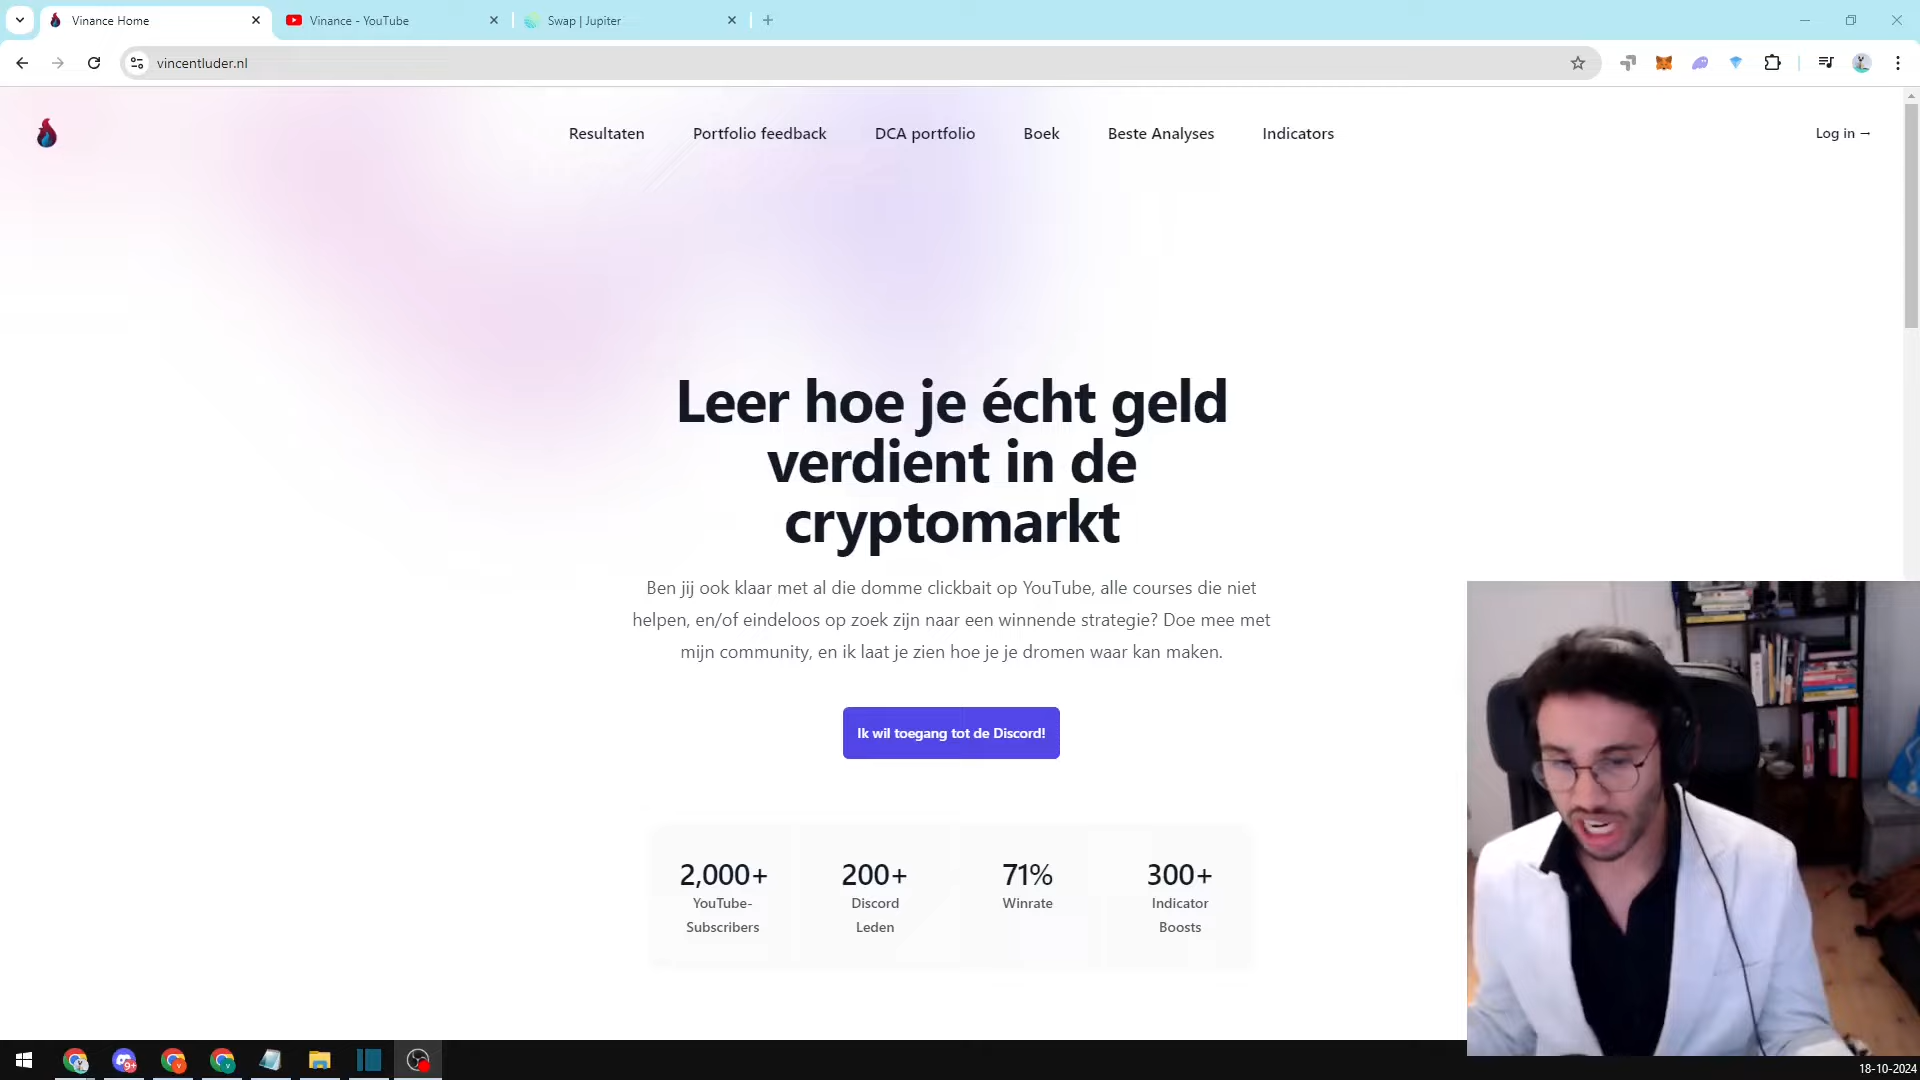 Vinance Home
Vinance - YouTube
Swap | Jupiter
vincentluder.nl
Resultaten
Portfolio feedback
DCA portfolio
Boek
Beste Analyses
Indicators
Log in →
Leer hoe je écht geld
verdient in de
cryptomarkt
Ben jij ook klaar met al die domme clickbait op YouTube, alle courses die niet
helpen, en/of eindeloos op zoek zijn naar een winnende strategie? Doe mee met
mijn community, en ik laat je zien hoe je je dromen waar kan maken.
Ik wil toegang tot de Discord!
2,000+
YouTube-
Subscribers
200+
Discord
Leden
71%
Winrate
300+
Indicator
Boosts
9+
18-10-2024